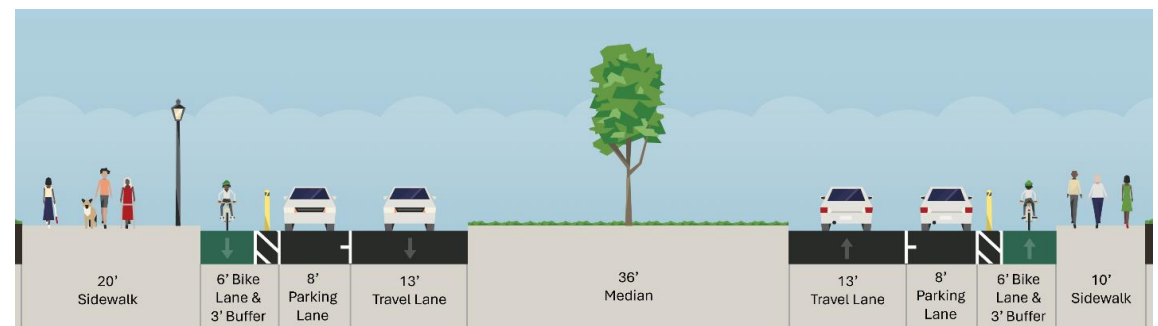 20’
Sidewalk
6’ Bike
Lane &
3’ Buffer
8’
Parking
Lane
13’
Travel Lane
36’
Median
13’
Travel Lane
8’
Parking
Lane
6’ Bike
Lane &
3’ Buffer
10’
Sidewalk